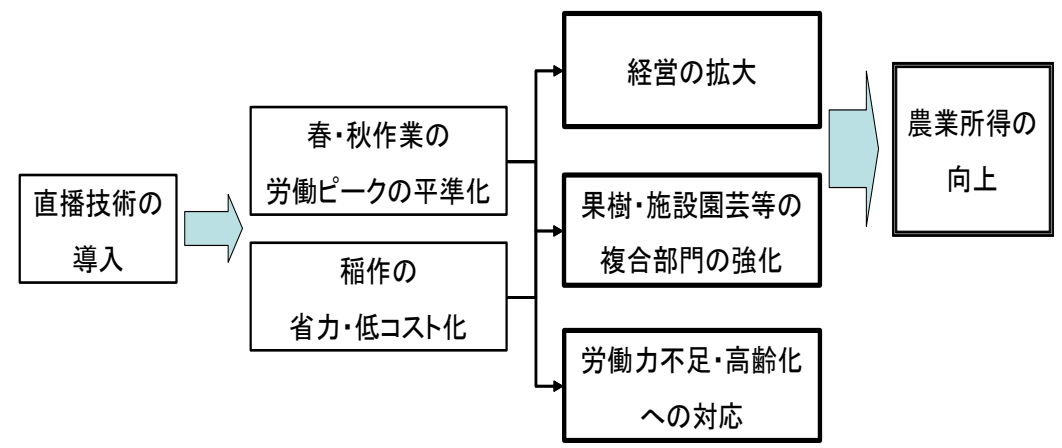 直播技術の
導入
春・秋作業の
労働ピークの平準化
稲作の
省力・低コスト化
経営の拡大
果樹・施設園芸等の
複合部門の強化
労働力不足・高齢化
への対応
農業所得の
向上